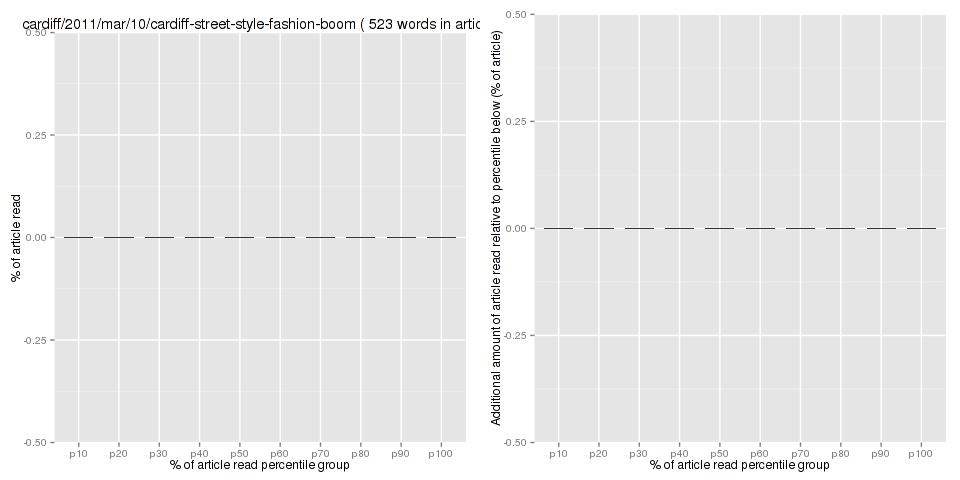 cardiff/2011/mar/10/cardiff-street-style-fashion-boom ( 523 words in artic
0.50
0.25
0.00
-0.25
-0.50
% of article read
p10 p20 p30 p40 p50 p60 p70 p80 p90 p100
% of article read percentile group
0.50
0.25
0.00
-0.25
-0.50
Additional amount of article read relative to percentile below (% of article)
p10 p20 p30 p40 p50 p60 p70 p80 p90 p100
% of article read percentile group